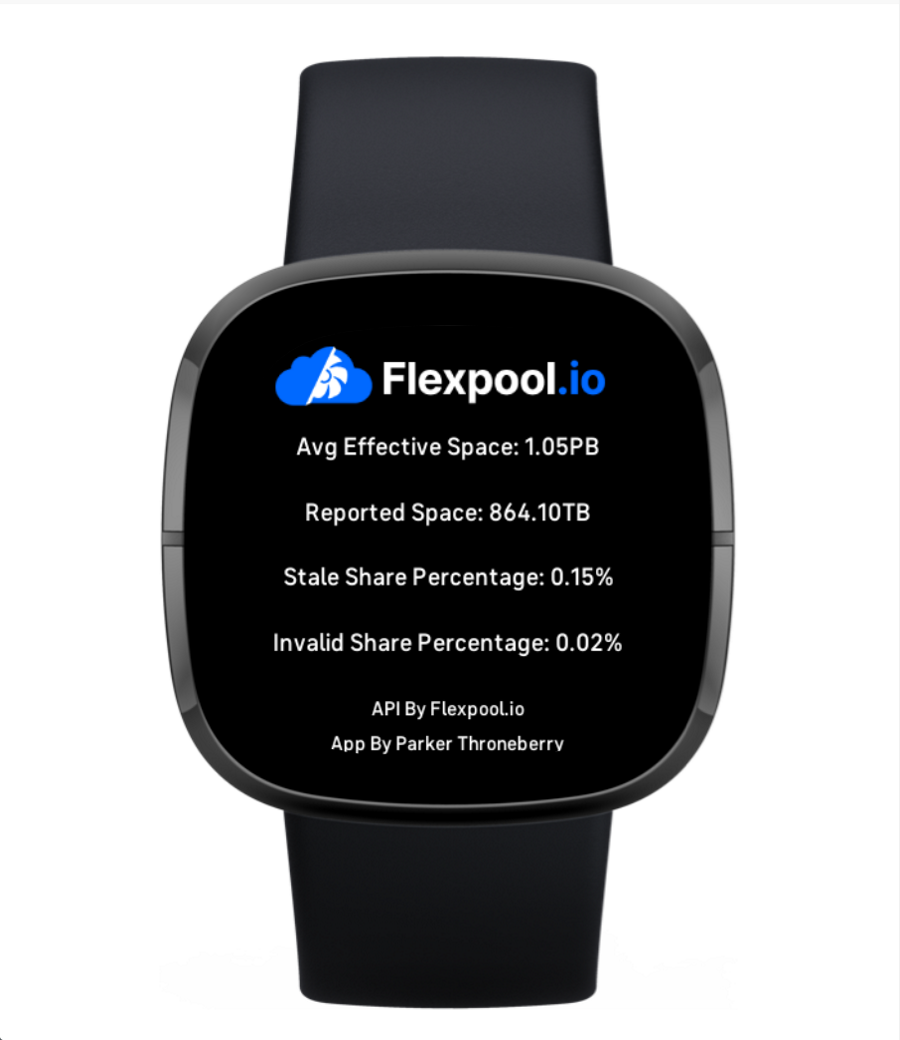 Flexpool.io
Avg Effective Space: 1.05PB
Reported Space: 864.10TB
Stale Share Percentage: 0.15%
Invalid Share Percentage: 0.02%
API By Flexpool.io
App By Parker Throneberry